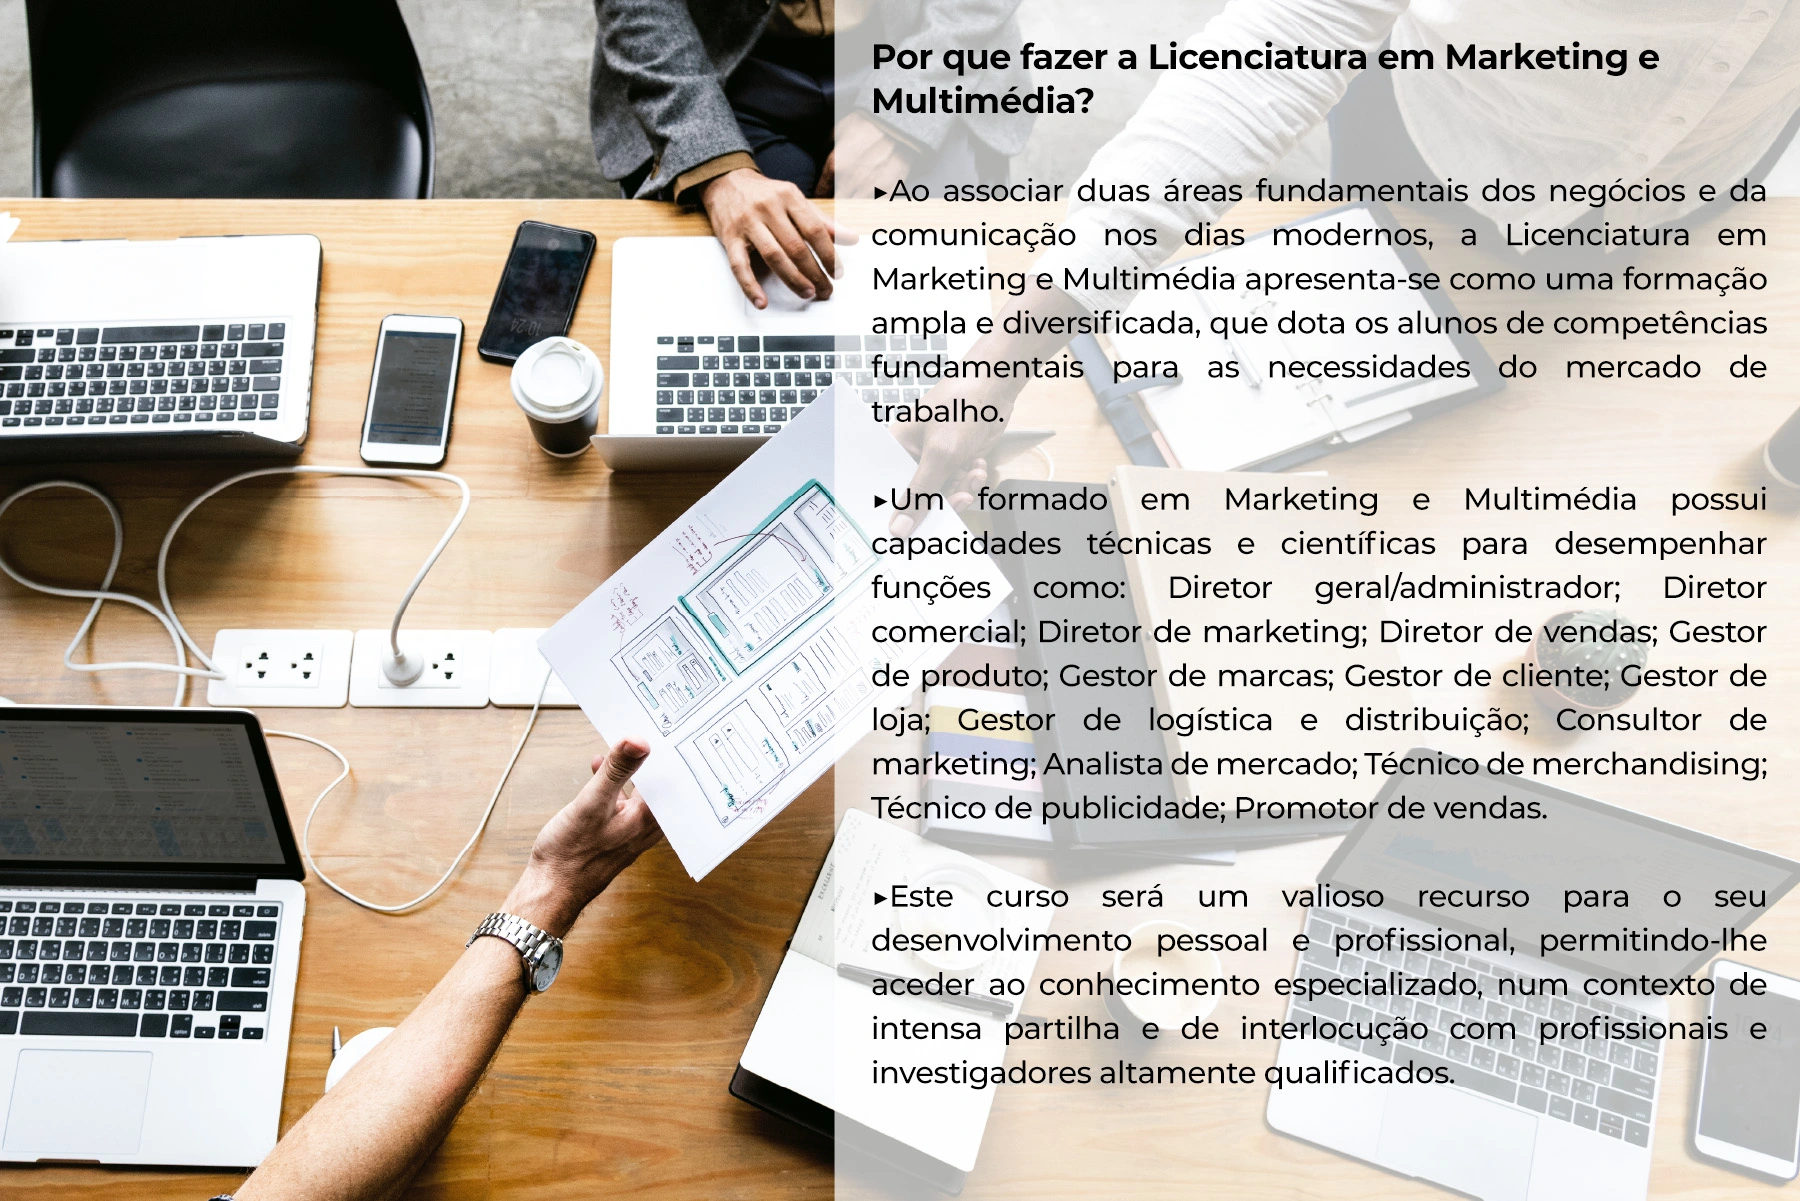 Por que fazer a Licenciatura em Marketing e
Multimédia?
▸Ao associar duas áreas fundamentais dos negócios e da
comunicação nos dias modernos, a Licenciatura em
Marketing e Multimédia apresenta-se como uma formação
ampla e diversificada, que dota os alunos de competências
fundamentais para as necessidades do mercado de
trabalho.
▸Um formado em Marketing e Multimédia possui
capacidades técnicas e científicas para desempenhar
funções como: Diretor geral/administrador; Diretor
comercial; Diretor de marketing; Diretor de vendas; Gestor
de produto; Gestor de marcas; Gestor de cliente; Gestor de
loja; Gestor de logística e distribuição; Consultor de
marketing; Analista de mercado; Técnico de merchandising;
Técnico de publicidade; Promotor de vendas.
▸Este curso será um valioso recurso para o seu
desenvolvimento pessoal e profissional, permitindo-lhe
aceder ao conhecimento especializado, num contexto de
intensa partilha e de interlocução com profissionais e
investigadores altamente qualificados.